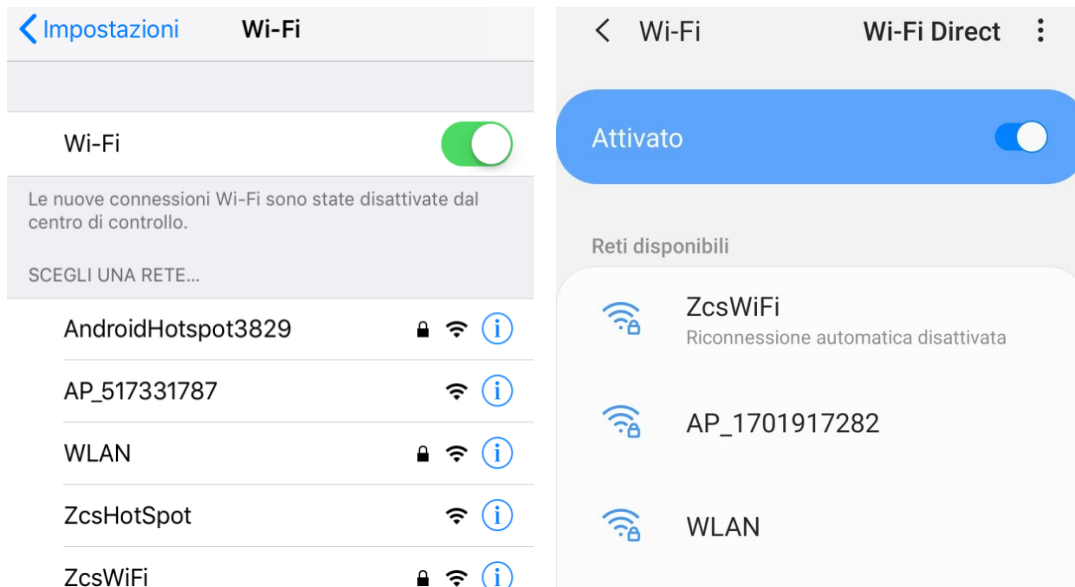 Impostazioni
Wi-Fi
Wi-Fi
Le nuove connessioni Wi-Fi sono state disattivate dal
centro di controllo.
SCEGLI UNA RETE...
AndroidHotspot3829
AP_517331787
WLAN
ZcsHotSpot
ZcsWiFi
Wi-Fi
Wi-Fi Direct
Attivato
Reti disponibili
ZcsWiFi
Riconnessione automatica disattivata
AP_1701917282
WLAN